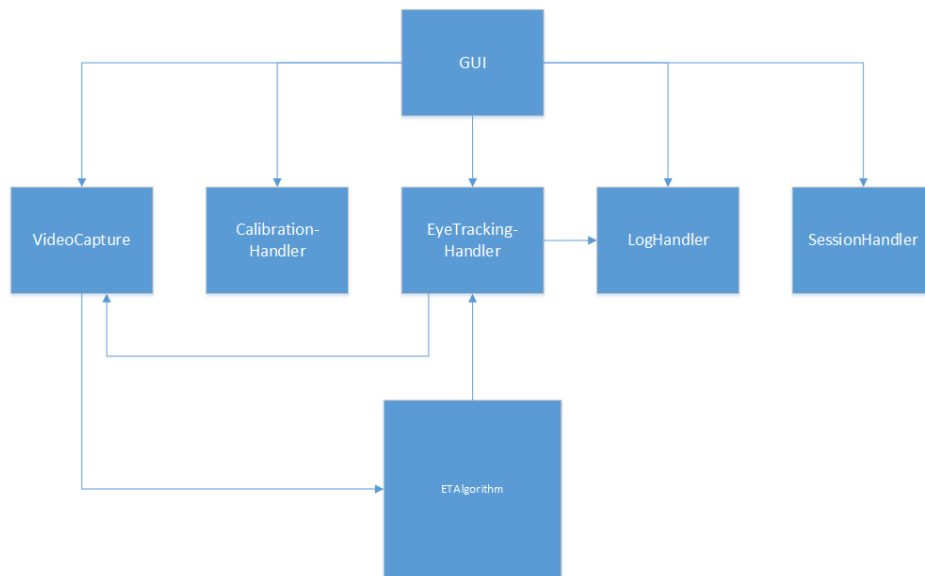 GUI
VideoCapture
Calibration-
Handler
EyeTracking-
Handler
LogHandler
SessionHandler
ETAlgorithm